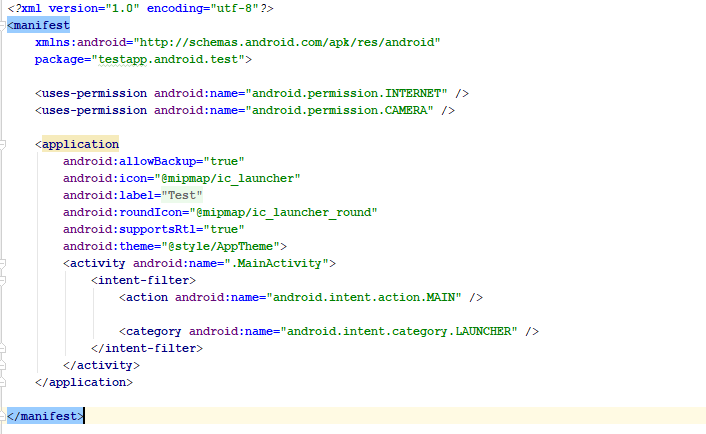 <?xml version="1.0" encoding="utf-8"?>
<manifest
xmlns:android="http://schemas.android.com/apk/res/android"
package="testapp.android.test">
<uses-permission android:name="android.permission.INTERNET" />
<uses-permission android:name="android.permission.CAMERA" />
<application
android:allowBackup="true"
android:icon="@mipmap/ic_launcher"
android:label="Test"
android:roundIcon="@mipmap/ic_launcher_round"
android:supportsRtl="true"
android:theme="@style/AppTheme">
<activity android:name=".MainActivity">
<intent-filter>
<action android:name="android.intent.action.MAIN" />
<category android:name="android.intent.category.LAUNCHER" />
</intent-filter>
</activity>
</application>
</manifest>